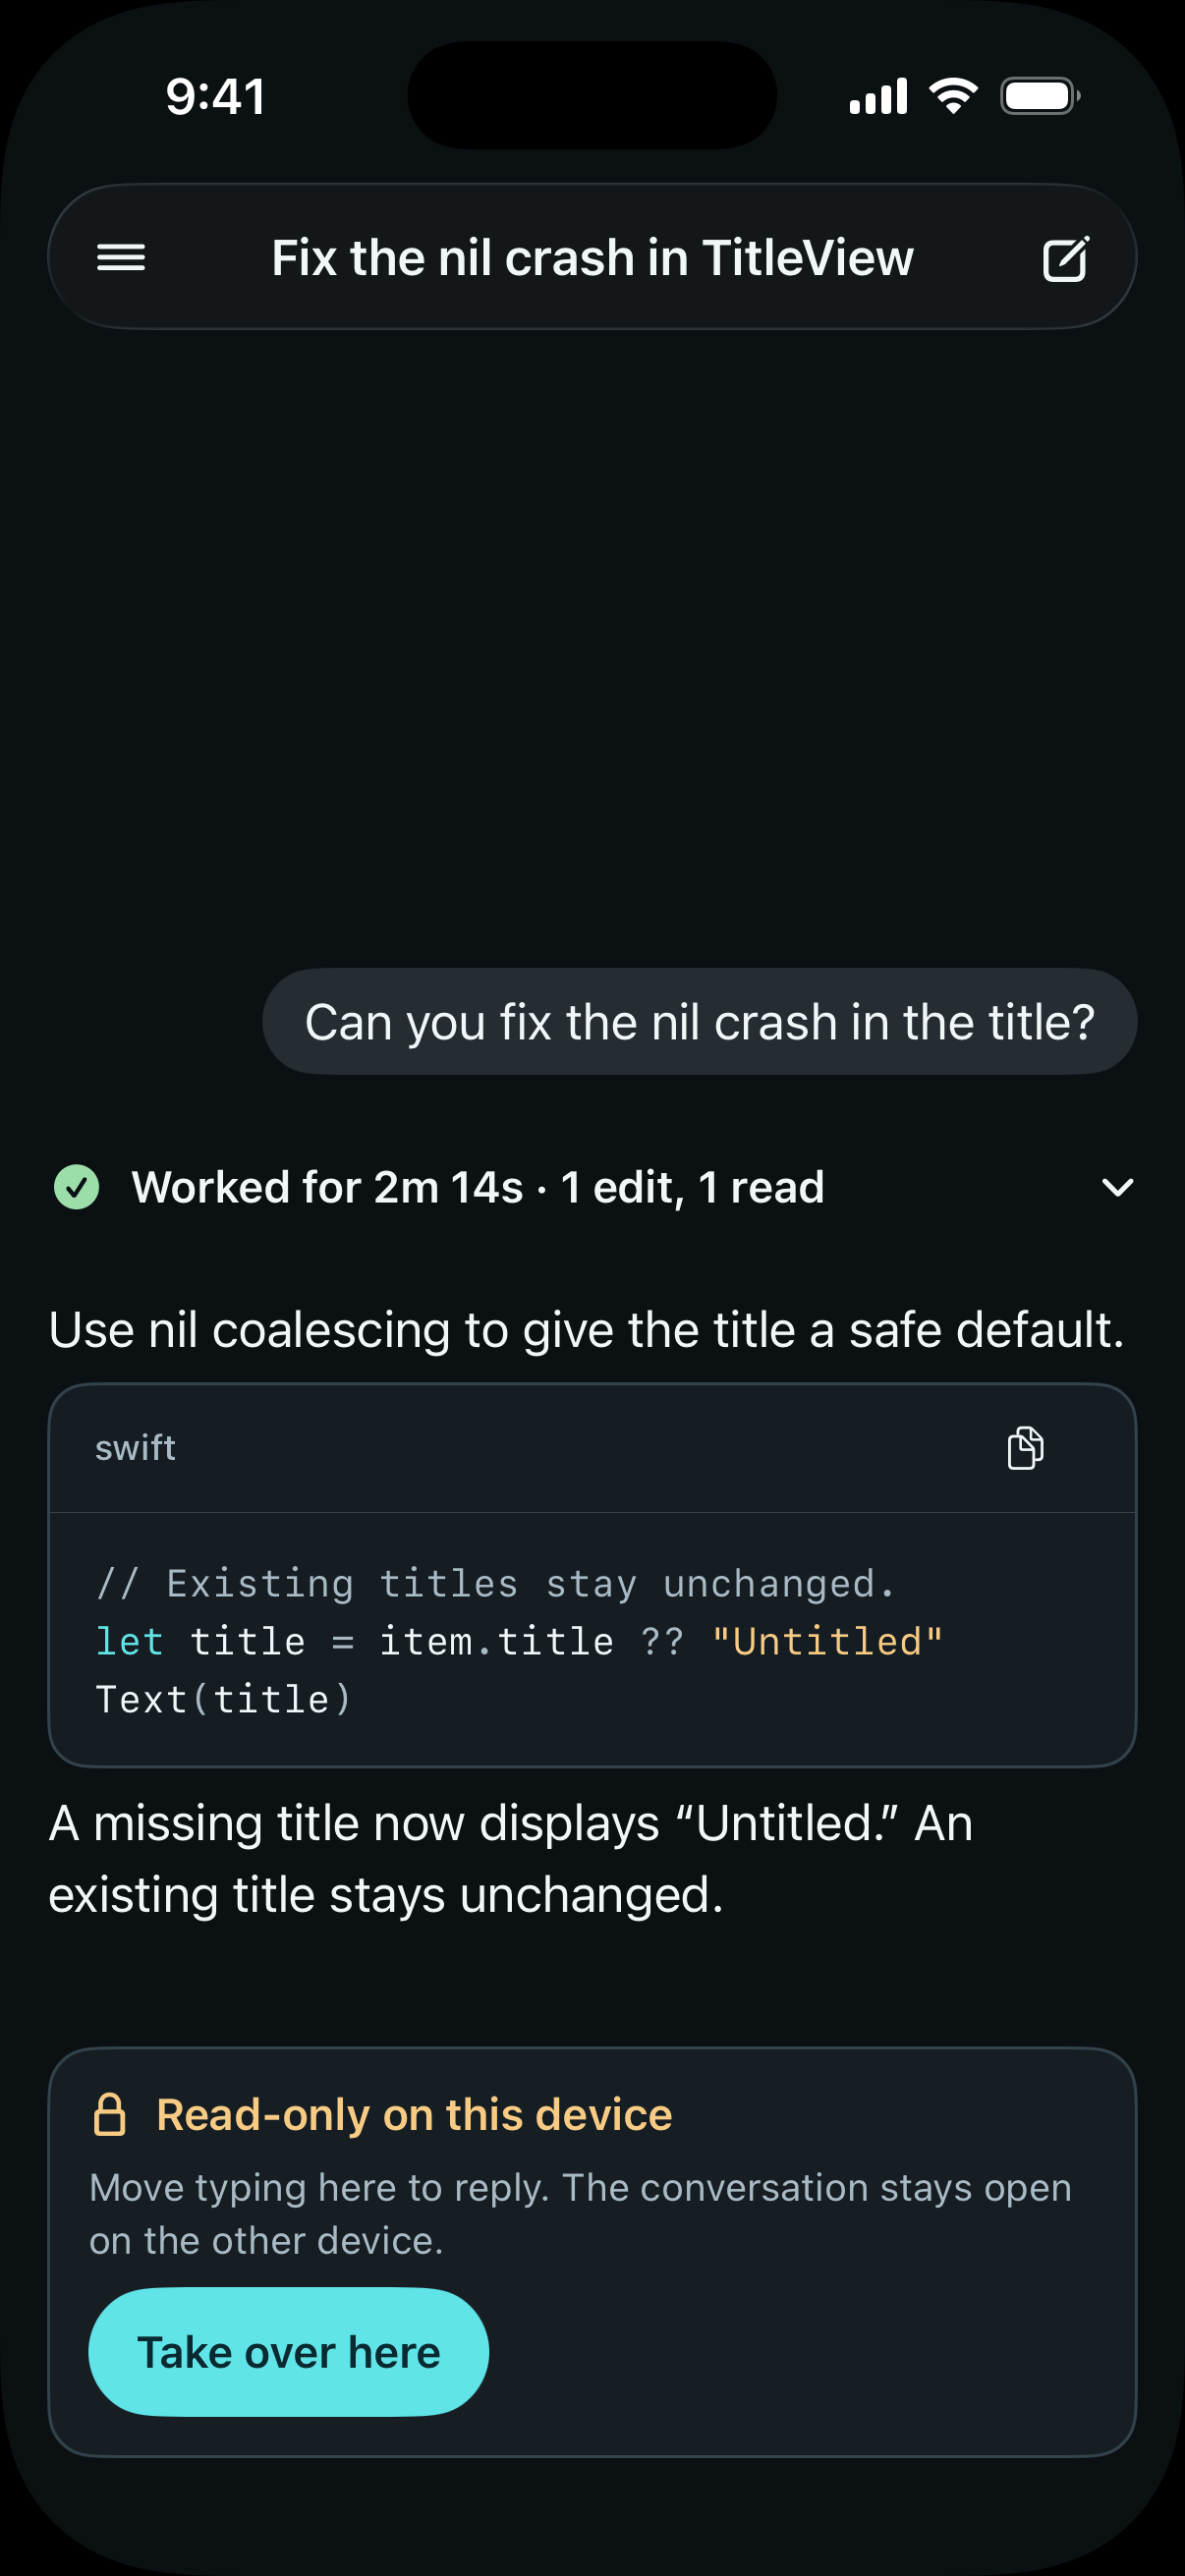 9:41
Fix the nil crash in TitleView
Can you fix the nil crash in the title?
Worked for 2m 14s · 1 edit, 1 read
Use nil coalescing to give the title a safe default.
swift
// Existing titles stay unchanged.
let title = item.title ?? "Untitled"
Text(title)
A missing title now displays “Untitled.” An
existing title stays unchanged.
Read-only on this device
Move typing here to reply. The conversation stays open
on the other device.
Take over here